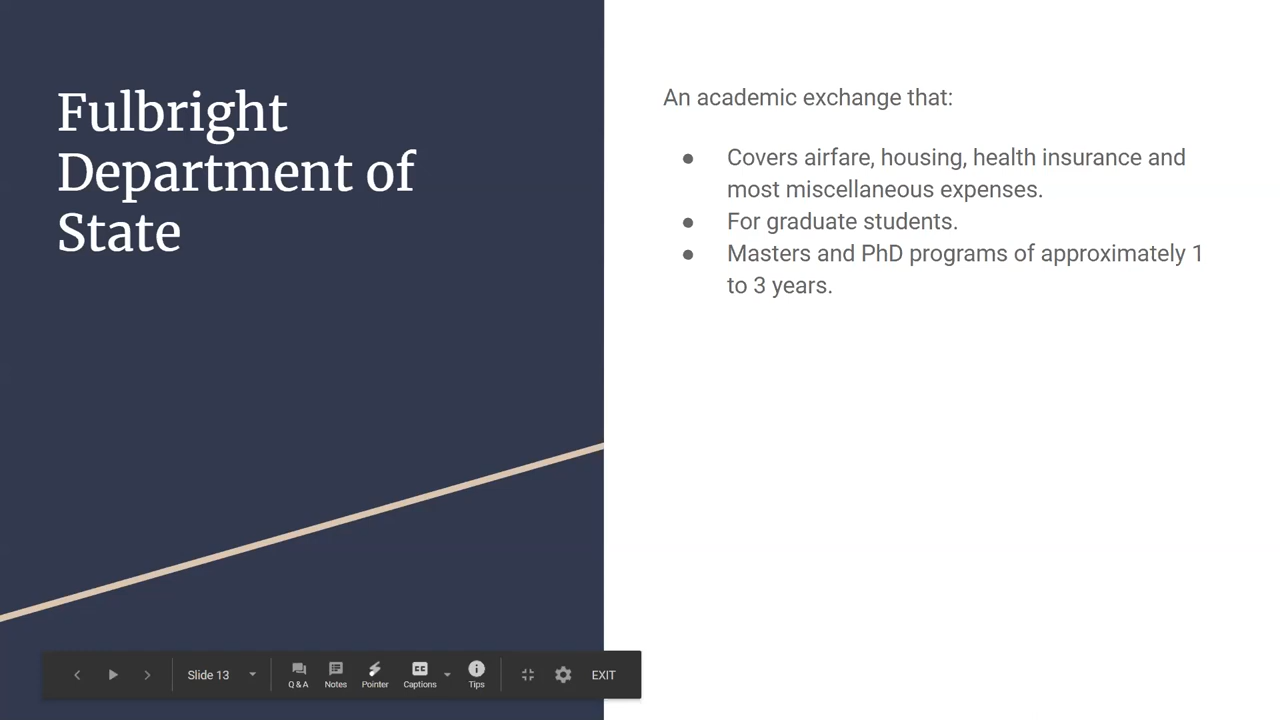 Fulbright
Department of
State
An academic exchange that:
● Covers airfare, housing, health insurance and
most miscellaneous expenses.
● For graduate students.
● Masters and PhD programs of approximately 1
to 3 years.
Slide 13
Q & A
Notes
Pointer
CC
Captions
Tips
EXIT